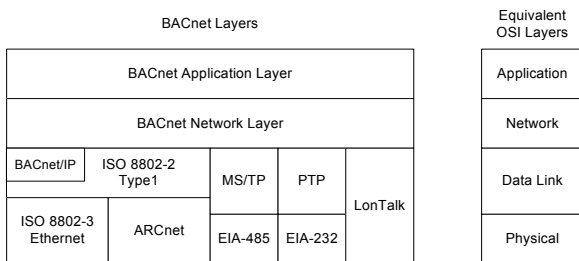 BACnet Layers
Equivalent
OSI Layers
BACnet Application Layer
Application
BACnet Network Layer
Network
BACnet/IP
ISO 8802-2
Type1
MS/TP
PTP
LonTalk
Data Link
ISO 8802-3
Ethernet
ARCnet
EIA-485
EIA-232
Physical